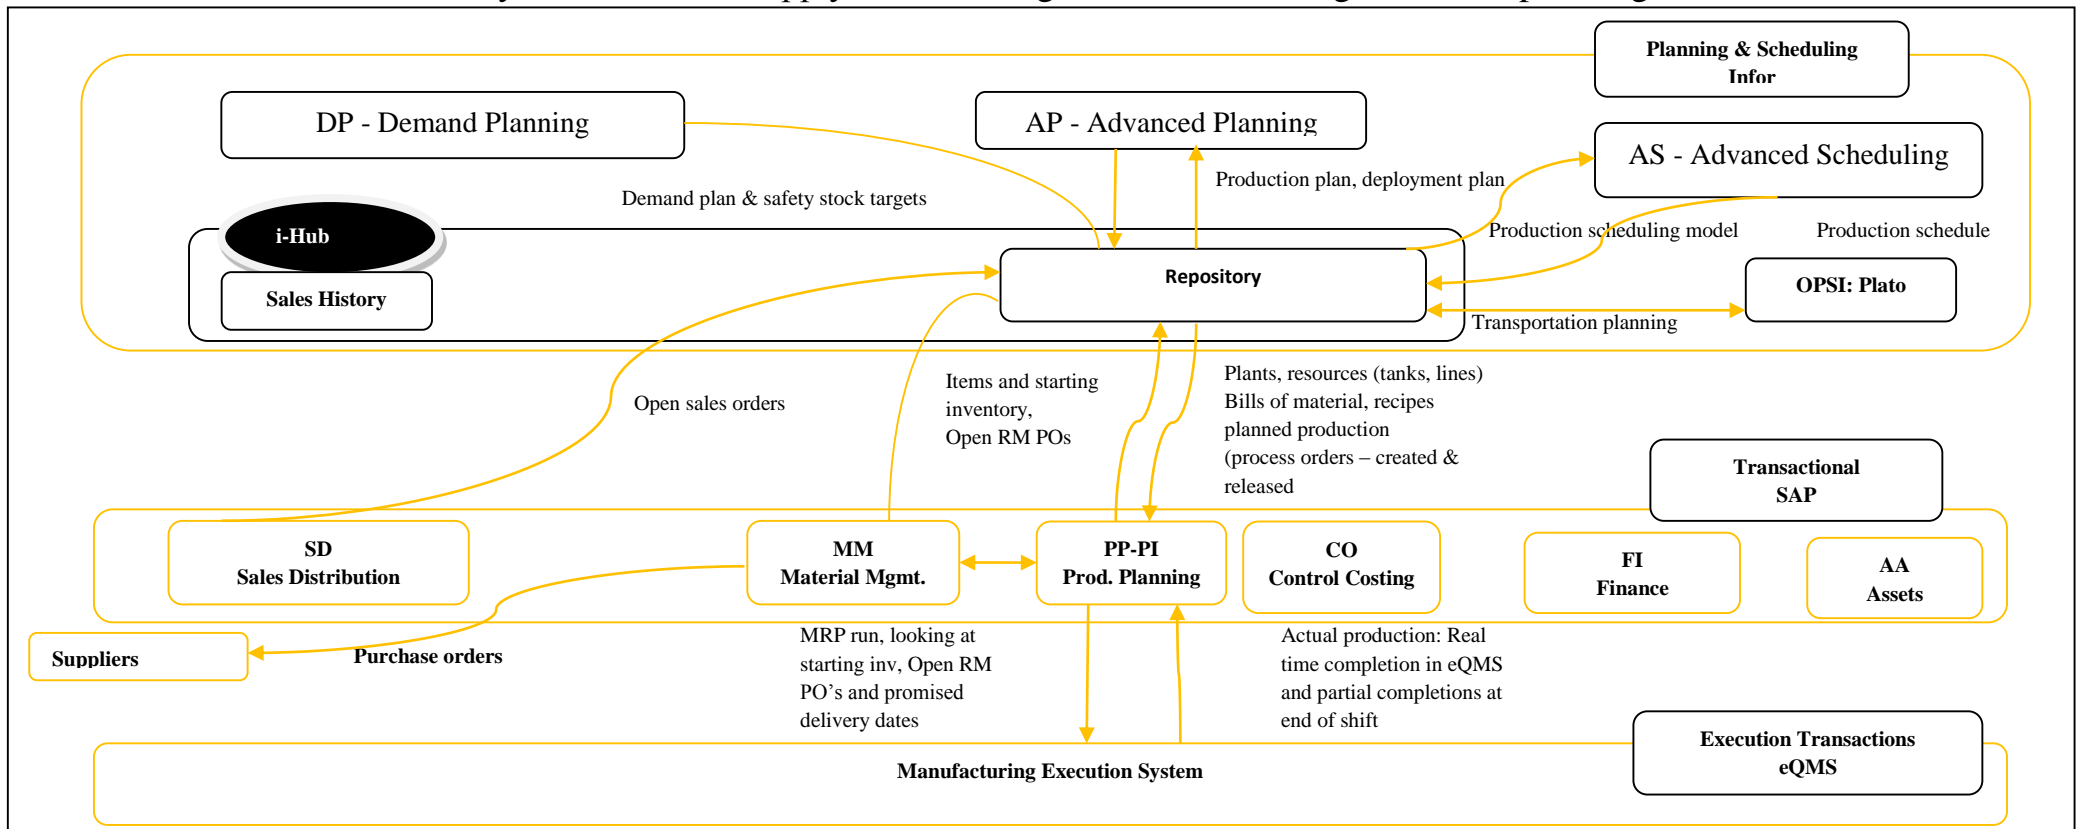 Planning & Scheduling
Infor
DP - Demand Planning
AP - Advanced Planning
AS - Advanced Scheduling
Production plan, deployment plan
Demand plan & safety stock targets
i-Hub
Production scheduling model
Production schedule
Repository
Sales History
OPSI: Plato
Transportation planning
Items and starting
inventory,
Open RM POs
Plants, resources (tanks, lines)
Bills of material, recipes
planned production
(process orders – created &
released
Open sales orders
Transactional
SAP
SD
Sales Distribution
MM
Material Mgmt.
PP-PI
Prod. Planning
CO
Control Costing
FI
Finance
AA
Assets
Suppliers
Purchase orders
MRP run, looking at
starting inv, Open RM
PO’s and promised
delivery dates
Actual production: Real
time completion in eQMS
and partial completions at
end of shift
Execution Transactions
eQMS
Manufacturing Execution System